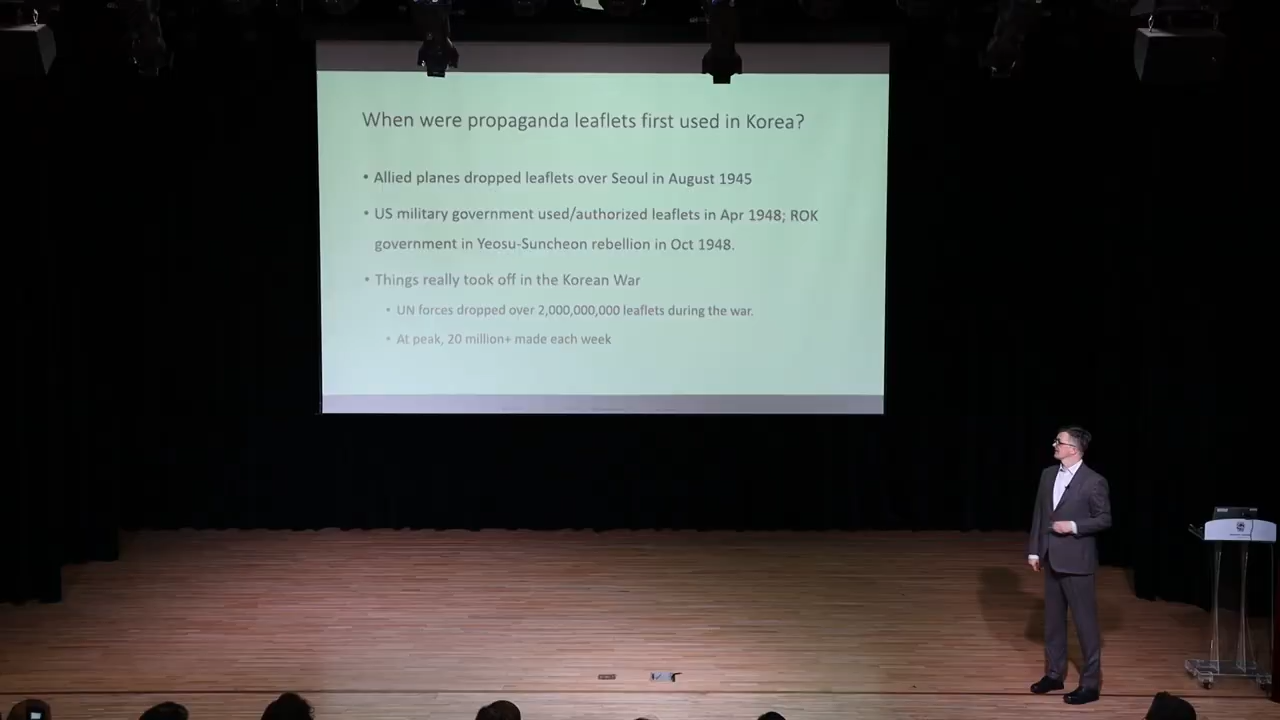 When were propaganda leaflets first used in Korea?
• Allied planes dropped leaflets over Seoul in August 1945
• US military government used/authorized leaflets in Apr 1948; ROK
government in Yeosu-Suncheon rebellion in Oct 1948.
• Things really took off in the Korean War
• UN forces dropped over 2,000,000,000 leaflets during the war.
• At peak, 20 million+ made each week